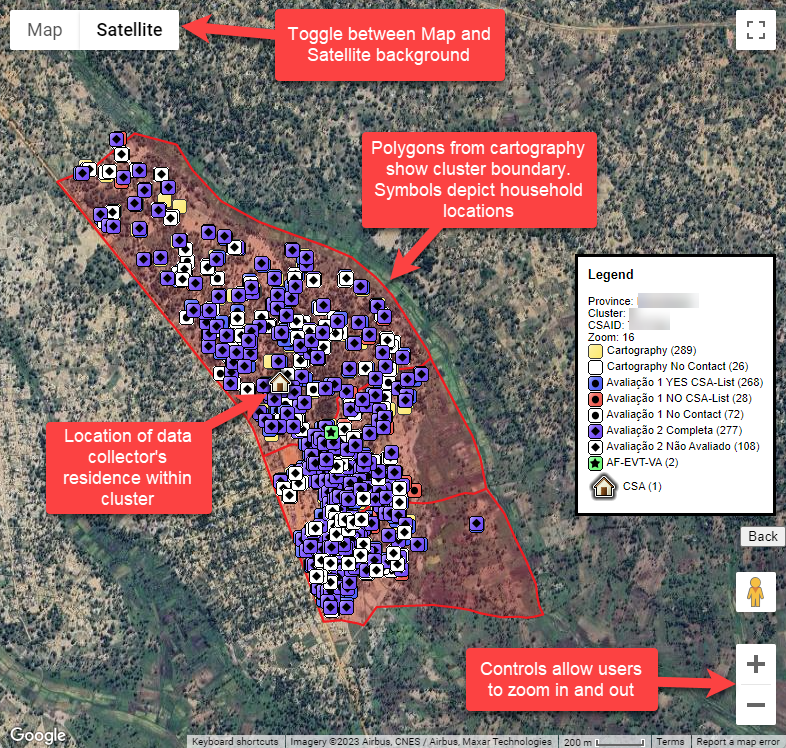 Map
Satellite
Toggle between Map and
Satellite background
Polygons from cartography
show cluster boundary.
Symbols depict household
locations
Legend
Province:
Cluster:
CSAID:
Zoom: 16
Cartography (289)
Cartography No Contact (26)
Avaliação 1 YES CSA-List (268)
Avaliação 1 NO CSA-List (28)
Avaliação 1 No Contact (72)
Avaliação 2 Completa (277)
Avaliação 2 Não Avaliado (108)
AF-EVT-VA (2)
CSA (1)
Location of data
collector's
residence within
cluster
Back
Controls allow users
to zoom in and out
Google
Keyboard shortcuts
Imagery ©2023 Airbus, CNES / Airbus, Maxar Technologies
200 m
Terms
Report a map error